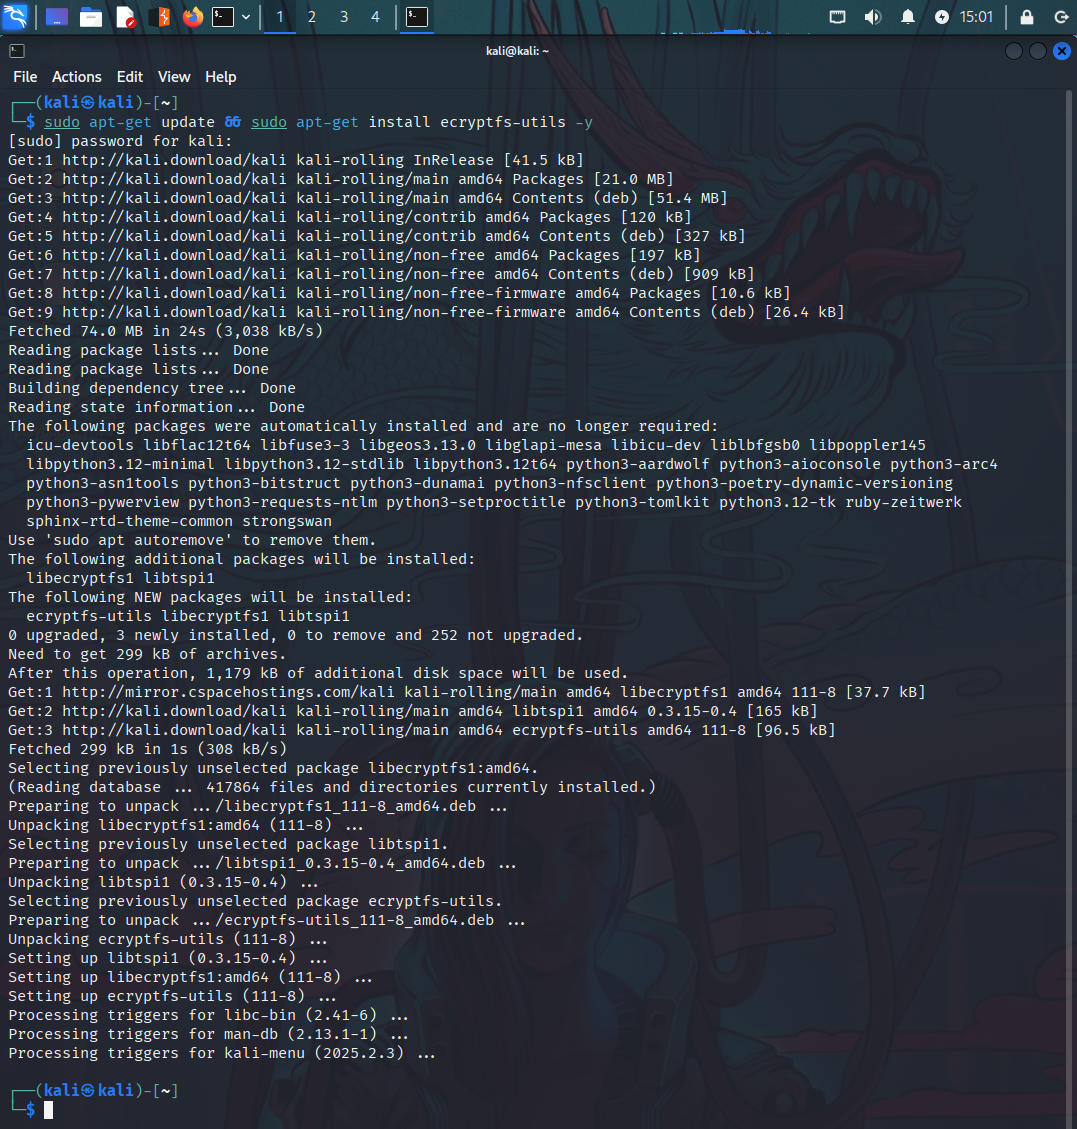 1 2 3 4 15:01
kali@kali: ~
File Actions Edit View Help
┌──(kali㉿kali)-[~]
└─$ sudo apt-get update && sudo apt-get install ecryptfs-utils -y
[sudo] password for kali:
Get:1 http://kali.download/kali kali-rolling InRelease [41.5 kB]
Get:2 http://kali.download/kali kali-rolling/main amd64 Packages [21.0 MB]
Get:3 http://kali.download/kali kali-rolling/main amd64 Contents (deb) [51.4 MB]
Get:4 http://kali.download/kali kali-rolling/contrib amd64 Packages [120 kB]
Get:5 http://kali.download/kali kali-rolling/contrib amd64 Contents (deb) [327 kB]
Get:6 http://kali.download/kali kali-rolling/non-free amd64 Packages [197 kB]
Get:7 http://kali.download/kali kali-rolling/non-free amd64 Contents (deb) [909 kB]
Get:8 http://kali.download/kali kali-rolling/non-free-firmware amd64 Packages [10.6 kB]
Get:9 http://kali.download/kali kali-rolling/non-free-firmware amd64 Contents (deb) [26.4 kB]
Fetched 74.0 MB in 24s (3,038 kB/s)
Reading package lists... Done
Reading package lists... Done
Building dependency tree... Done
Reading state information... Done
The following packages were automatically installed and are no longer required:
icu-devtools libflac12t64 libfuse3-3 libgeos3.13.0 libglapi-mesa libicu-dev liblbfgsb0 libpoppler145
libpython3.12-minimal libpython3.12-stdlib libpython3.12t64 python3-aardwolf python3-aioconsole python3-arc4
python3-asn1tools python3-bitstruct python3-dunamai python3-nfsclient python3-poetry-dynamic-versioning
python3-pywerview python3-requests-ntlm python3-setproctitle python3-tomlkit python3.12-tk ruby-zeitwerk
sphinx-rtd-theme-common strongswan
Use 'sudo apt autoremove' to remove them.
The following additional packages will be installed:
libecryptfs1 libtspi1
The following NEW packages will be installed:
ecryptfs-utils libecryptfs1 libtspi1
0 upgraded, 3 newly installed, 0 to remove and 252 not upgraded.
Need to get 299 kB of archives.
After this operation, 1,179 kB of additional disk space will be used.
Get:1 http://mirror.cspacehostings.com/kali kali-rolling/main amd64 libecryptfs1 amd64 111-8 [37.7 kB]
Get:2 http://kali.download/kali kali-rolling/main amd64 libtspi1 amd64 0.3.15-0.4 [165 kB]
Get:3 http://kali.download/kali kali-rolling/main amd64 ecryptfs-utils amd64 111-8 [96.5 kB]
Fetched 299 kB in 1s (308 kB/s)
Selecting previously unselected package libecryptfs1:amd64.
(Reading database ... 417864 files and directories currently installed.)
Preparing to unpack .../libecryptfs1_111-8_amd64.deb ...
Unpacking libecryptfs1:amd64 (111-8) ...
Selecting previously unselected package libtspi1.
Preparing to unpack .../libtspi1_0.3.15-0.4_amd64.deb ...
Unpacking libtspi1 (0.3.15-0.4) ...
Selecting previously unselected package ecryptfs-utils.
Preparing to unpack .../ecryptfs-utils_111-8_amd64.deb ...
Unpacking ecryptfs-utils (111-8) ...
Setting up libtspi1 (0.3.15-0.4) ...
Setting up libecryptfs1:amd64 (111-8) ...
Setting up ecryptfs-utils (111-8) ...
Processing triggers for libc-bin (2.41-6) ...
Processing triggers for man-db (2.13.1-1) ...
Processing triggers for kali-menu (2025.2.3) ...
┌──(kali㉿kali)-[~]
└─$